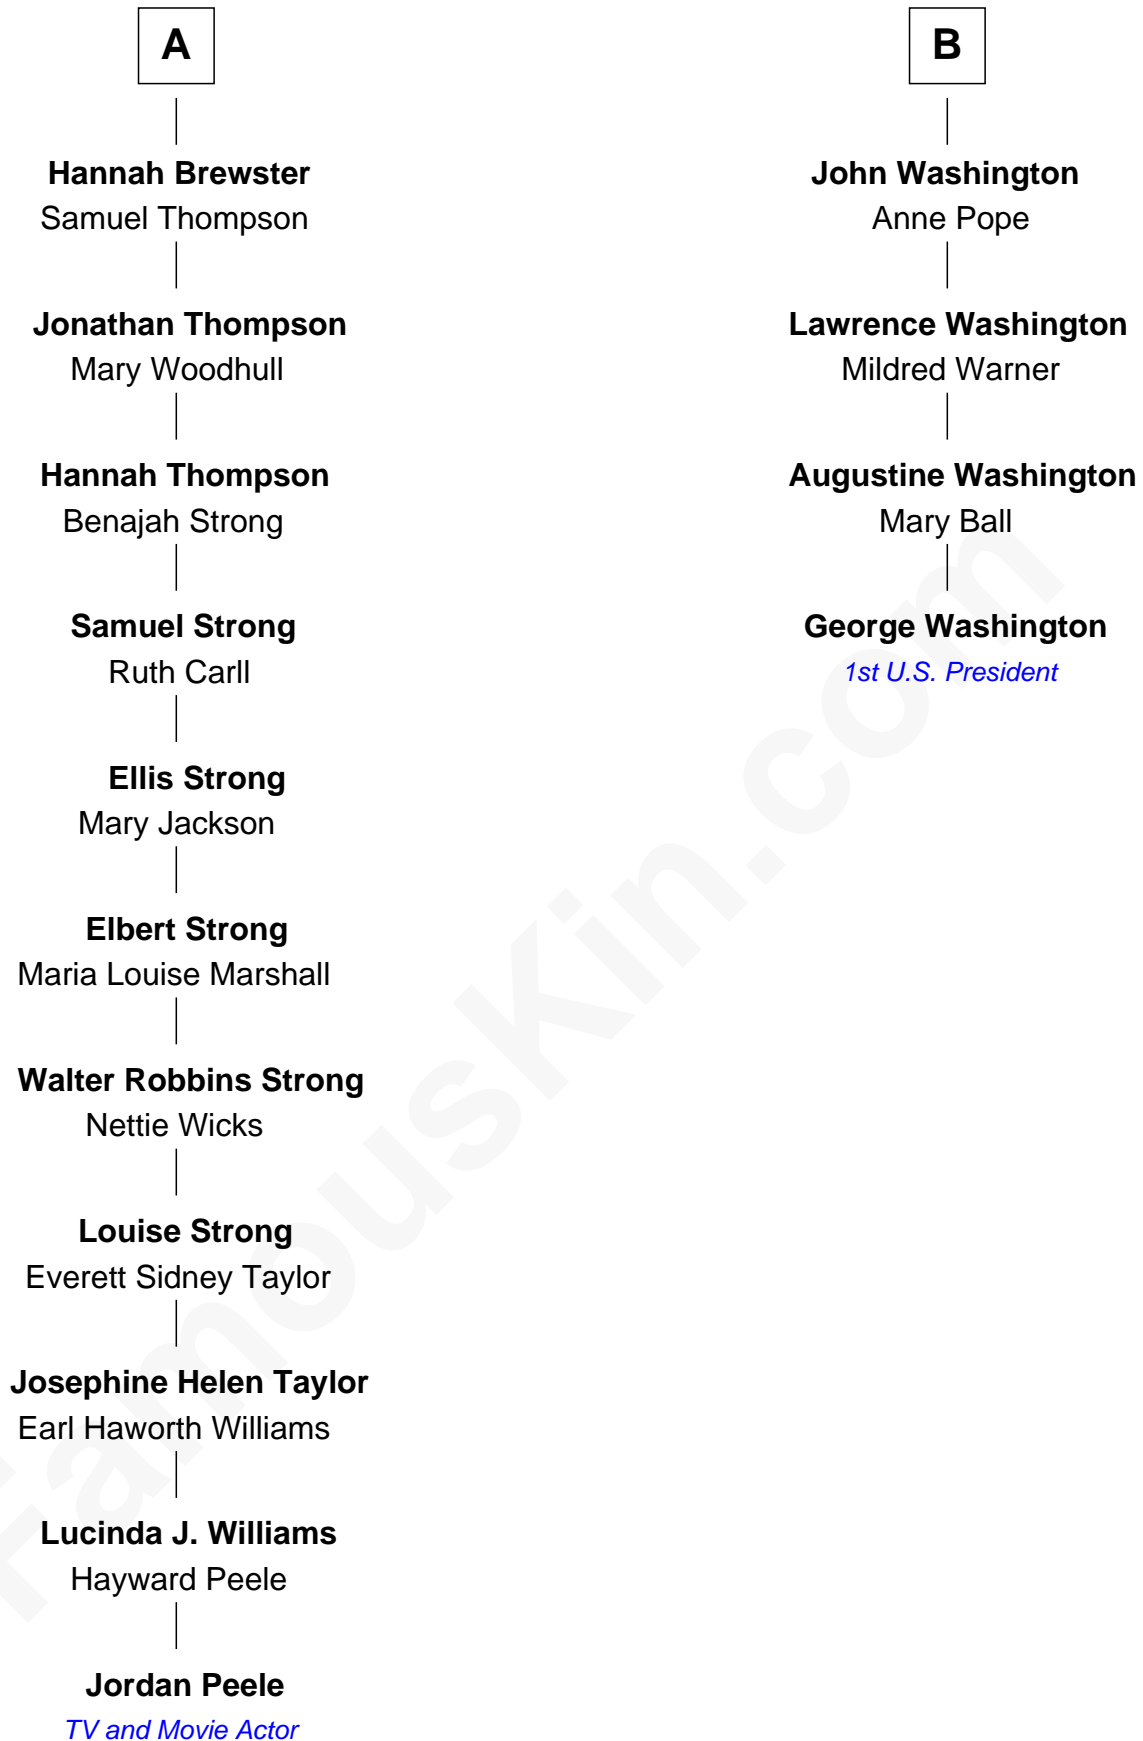 A
Hannah Brewster
Samuel Thompson
Jonathan Thompson
Mary Woodhull
Hannah Thompson
Benajah Strong
Samuel Strong
Ruth Carll
Ellis Strong
Mary Jackson
Elbert Strong
Maria Louise Marshall
Walter Robbins Strong
Nettie Wicks
Louise Strong
Everett Sidney Taylor
Josephine Helen Taylor
Earl Haworth Williams
Lucinda J. Williams
Hayward Peele
Jordan Peele
TV and Movie Actor
B
John Washington
Anne Pope
Lawrence Washington
Mildred Warner
Augustine Washington
Mary Ball
George Washington
1st U.S. President
FamousKin.com